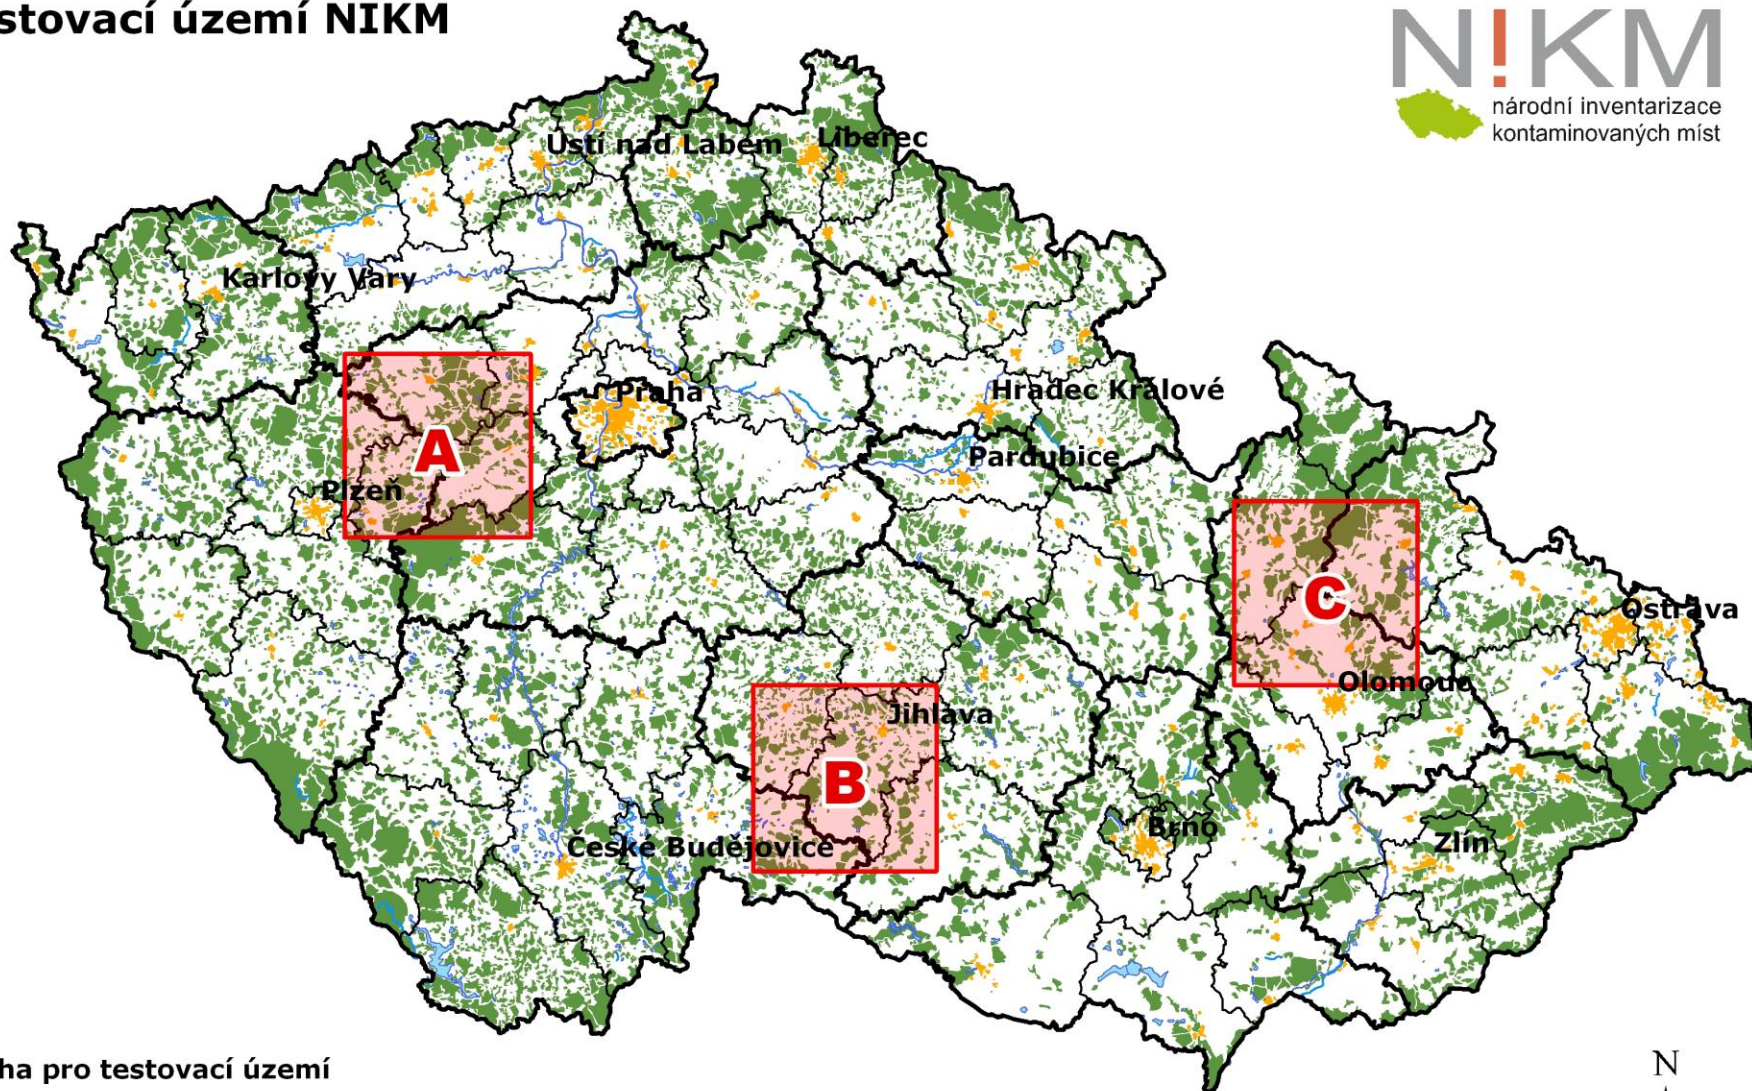 stovací území NIKM
N!KM
národní inventarizace
kontaminovaných míst
Ústí nad Labem
Liberec
Karlovy Vary
Praha
Hradec Králové
A
Pardubice
Plzeň
C
Ostrava
Olomouc
Jihlava
B
Brno
České Budějovice
Zlín
N
ha pro testovací území